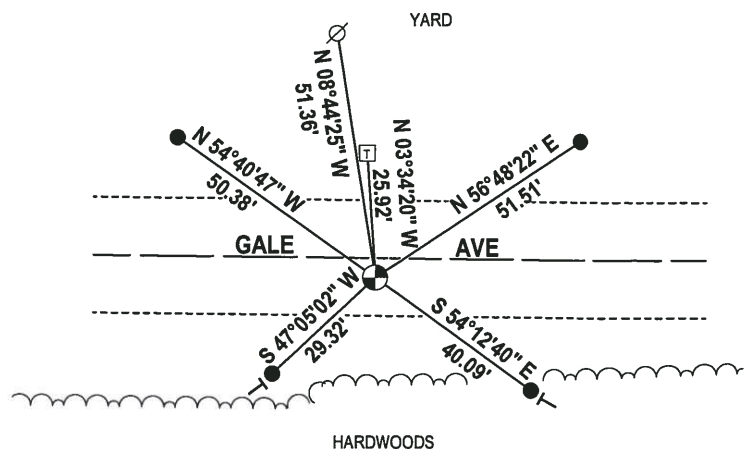 YARD
N 08°44'25" W
51.36'
T
N 03°34'20" W
25.92'
N 54°40'47" W
50.38'
N 56°48'22" E
51.51'
GALE AVE
S 47°05'02" W
29.32'
S 54°12'40" E
40.09'
HARDWOODS